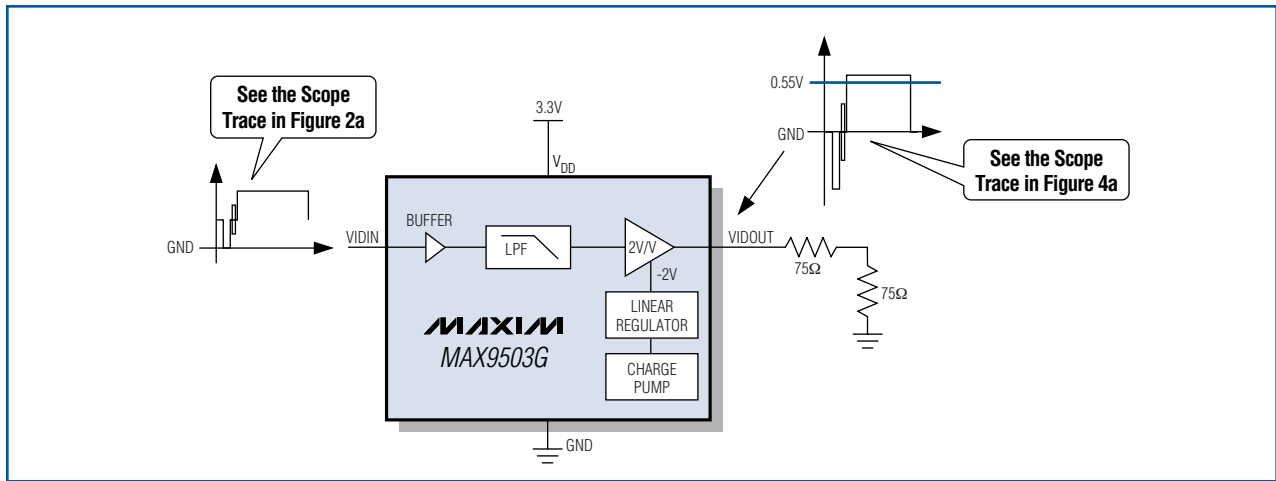 See the Scope
Trace in Figure 2a
GND
3.3V
VDD
VIDIN
BUFFER
LPF
2V/V
-2V
LINEAR
REGULATOR
CHARGE
PUMP
MAXIM
MAX9503G
GND
VIDOUT
75Ω
75Ω
0.55V
GND
See the Scope
Trace in Figure 4a